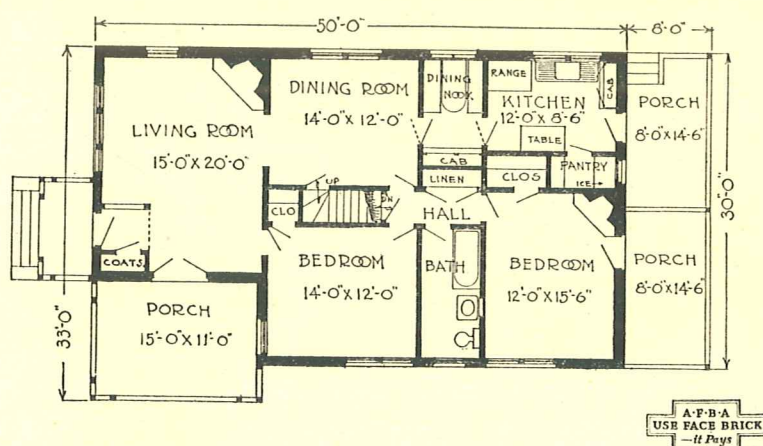 50'-0"
8'-0"
LIVING ROOM
15'-0" X 20'-0"
DINING ROOM
14'-0" X 12'-0"
DINING
NOOK
RANGE
CAB
KITCHEN
12'-0" X 8'-6"
TABLE
PORCH
8'-0" X 14'-6"
CAB
LINEN
CLOS
PANTRY
ICE
UP
DN
CLO
HALL
COATS
BEDROOM
14'-0" X 12'-0"
BATH
BEDROOM
12'-0" X 15'-6"
PORCH
8'-0" X 14'-6"
PORCH
15'-0" X 11'-0"
33'-0"
30'-0"
A·F·B·A
USE FACE BRICK
—it Pays